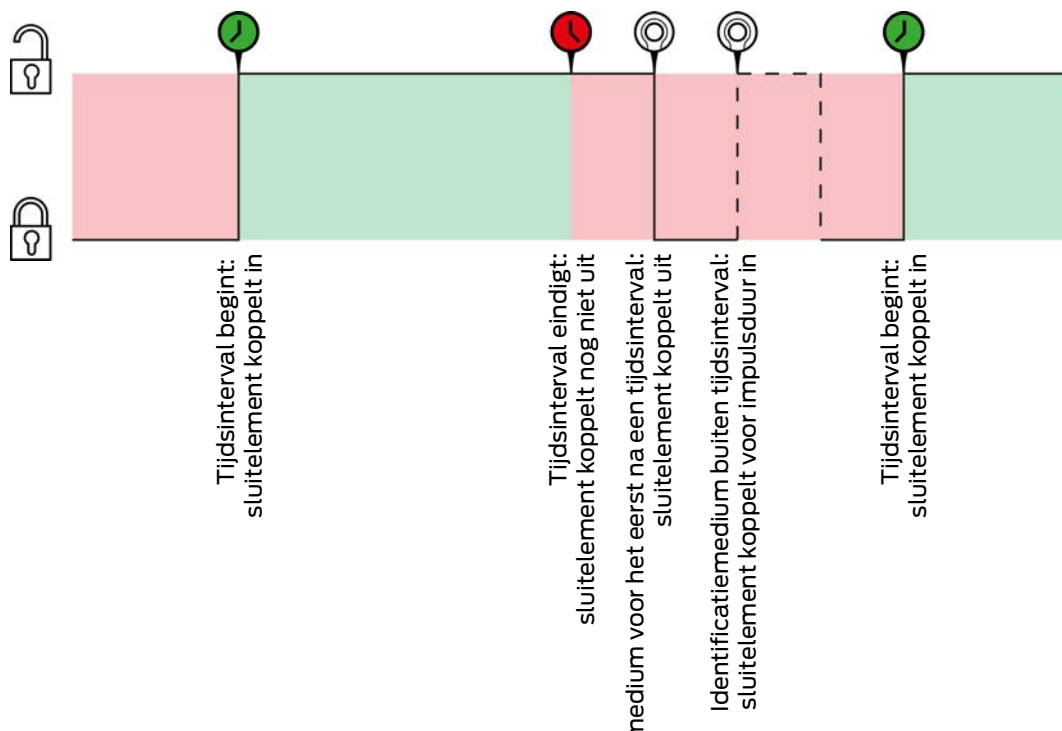 Tijdsinterval begint:
sluitelement koppelt in
Tijdsinterval eindigt:
sluitelement koppelt nog niet uit
voor het eerst na een tijdsinterval:
sluitelement koppelt uit
Identificatiemedium buiten tijdsinterval:
sluitelement koppelt voor impulsduur in
Tijdsinterval begint:
sluitelement koppelt in